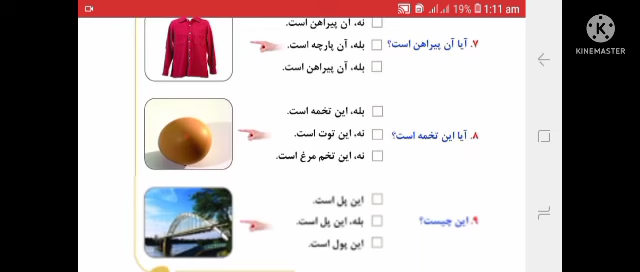 19% 1:11 am
KINEMASTER
نه، آن پیراهن است.
۷. آیا آن پیراهن است؟
بله، آن پارچه است.
بله، آن پیراهن است.
بله، این تخمه است.
۸. آیا این تخمه است؟
نه، این توت است.
نه، این تخم مرغ است.
این پل است.
۹. این چیست؟
بله، این پل است.
این پول است.